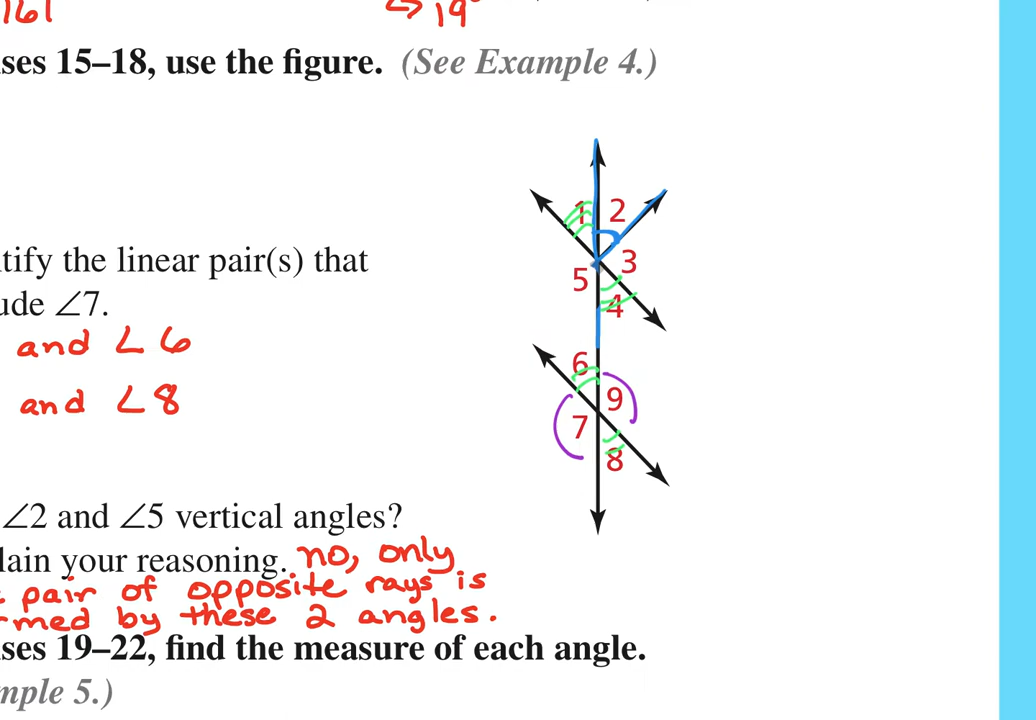 161
↳ 19°
ses 15–18, use the figure. (See Example 4.)
1 2
3
5
4
tify the linear pair(s) that
ude ∠7.
and ∠6
and ∠8
6
9
7
8
∠2 and ∠5 vertical angles?
lain your reasoning. no, only
pair of opposite rays is
rmed by these 2 angles.
ses 19–22, find the measure of each angle.
mple 5.)